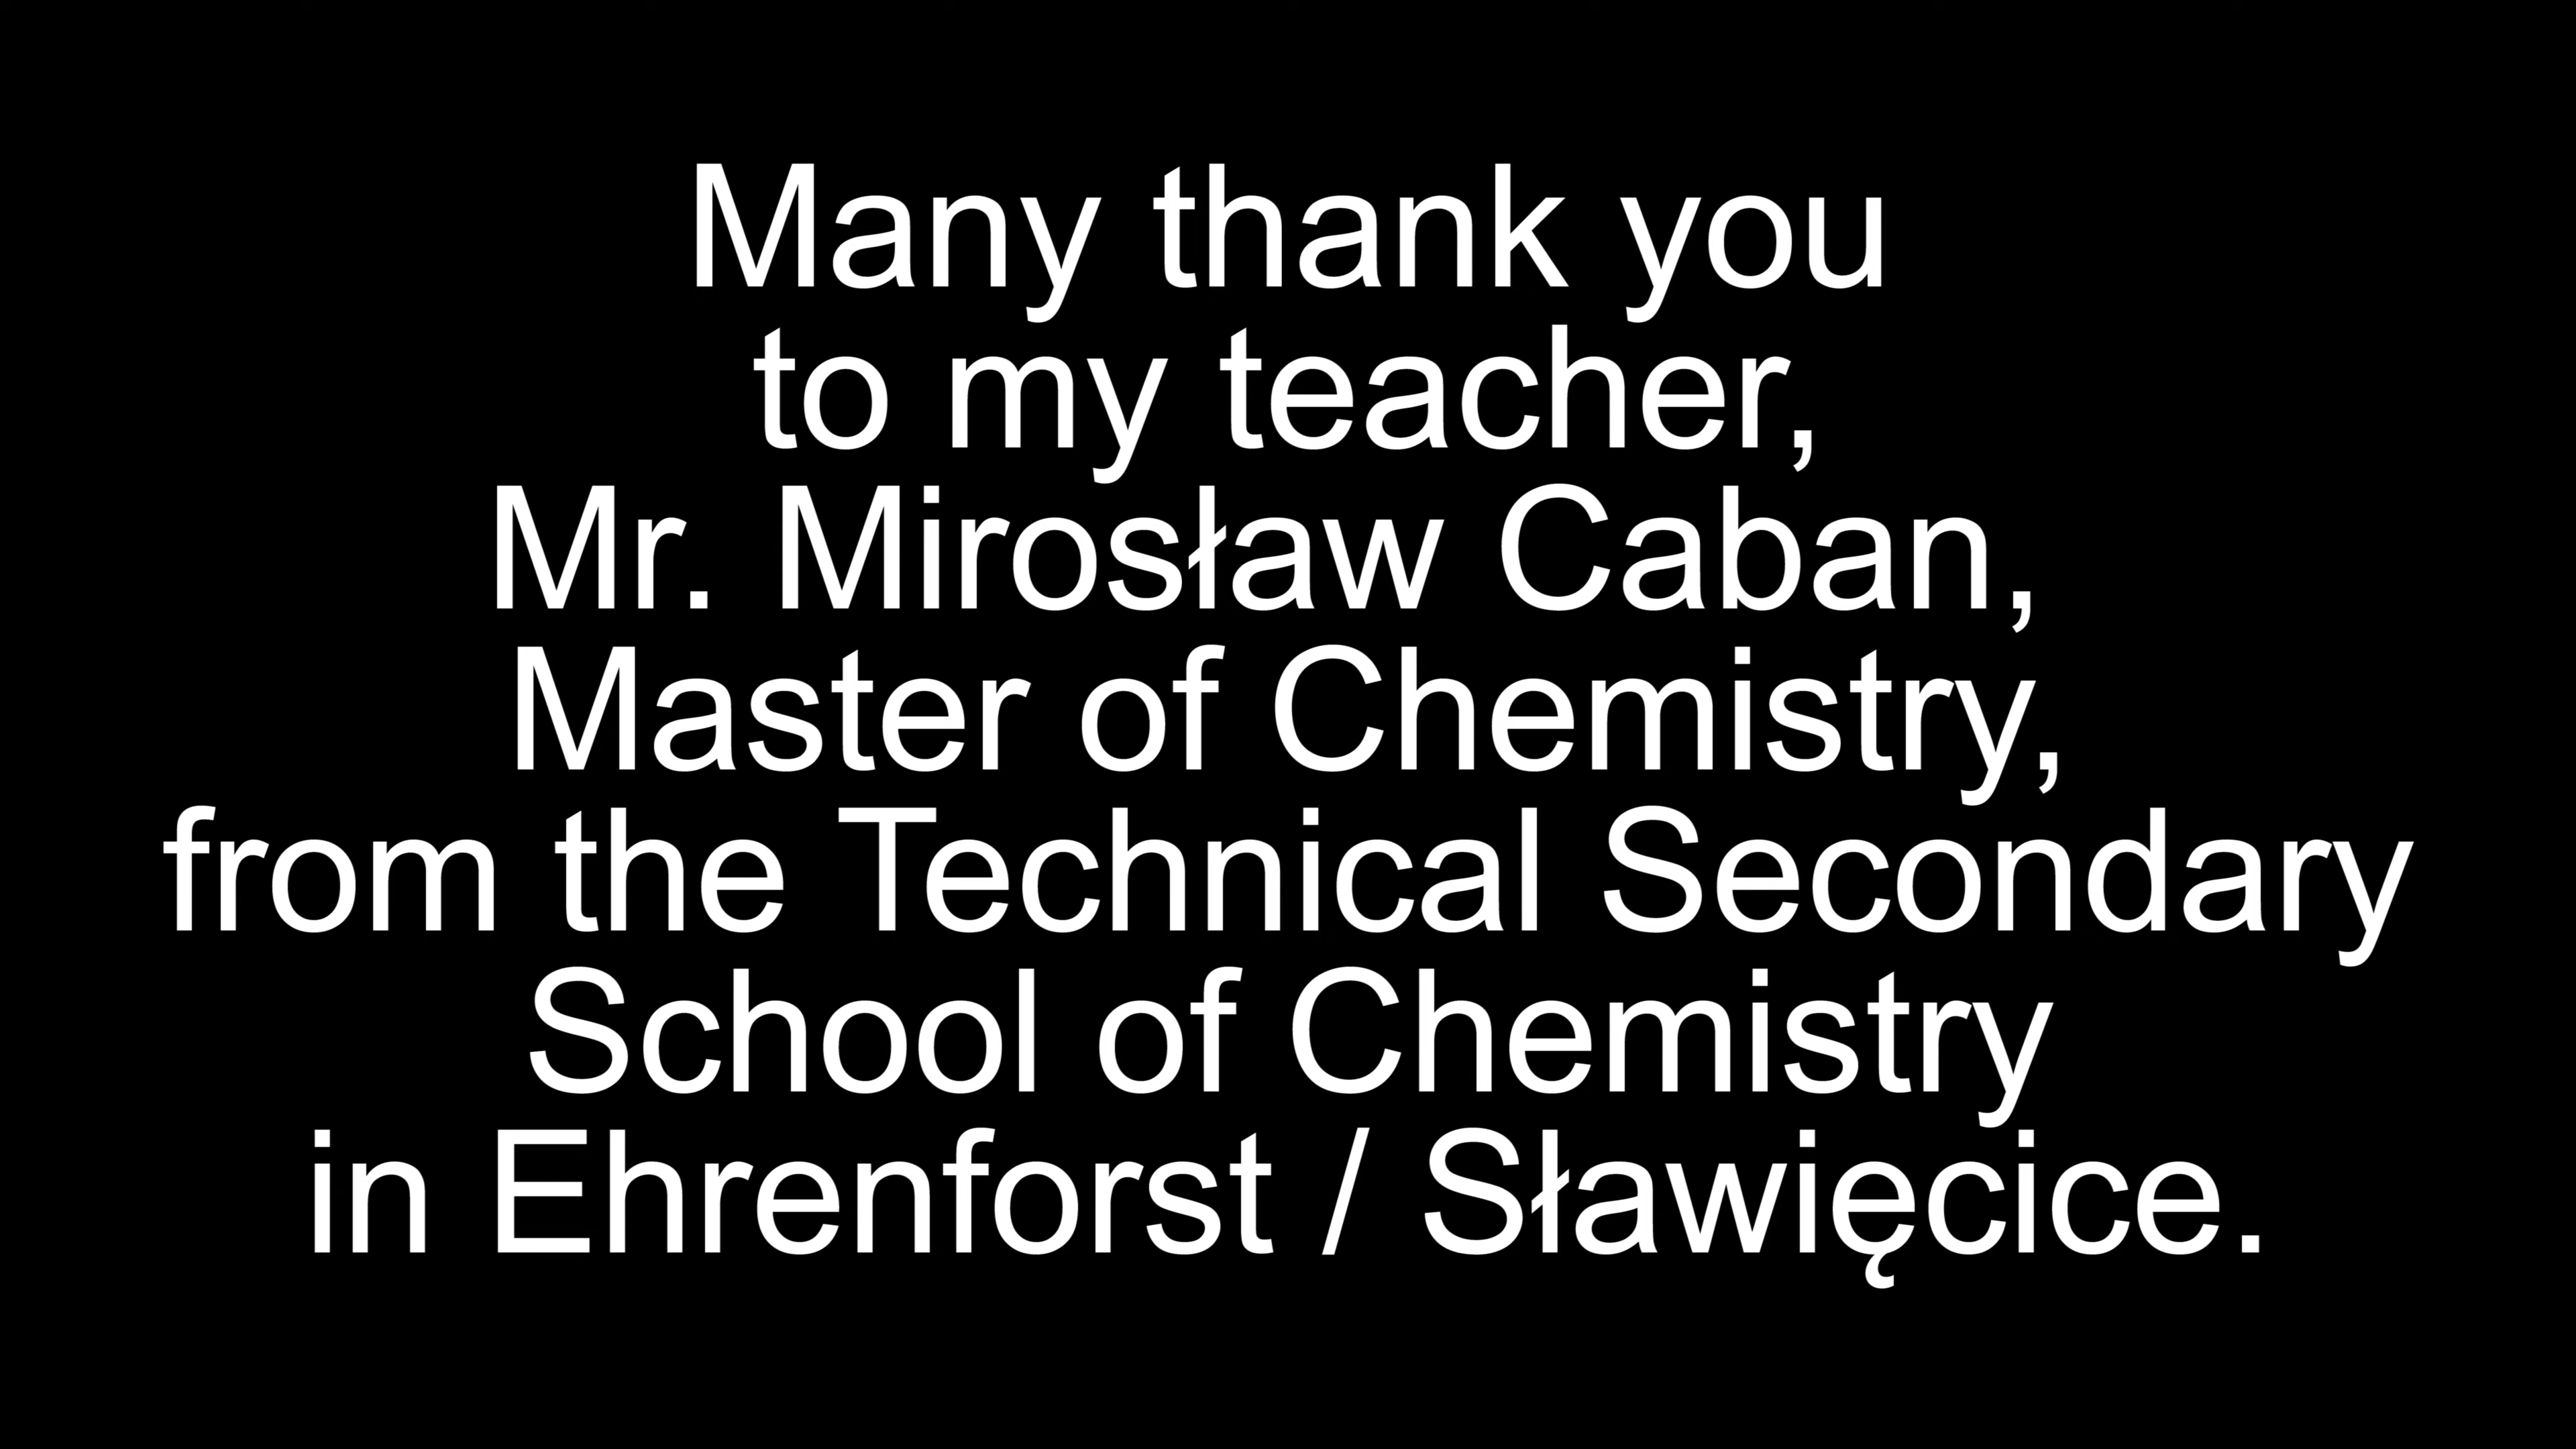 Many thank you
to my teacher,
Mr. Mirosław Caban,
Master of Chemistry,
from the Technical Secondary
School of Chemistry
in Ehrenforst / Sławięcice.